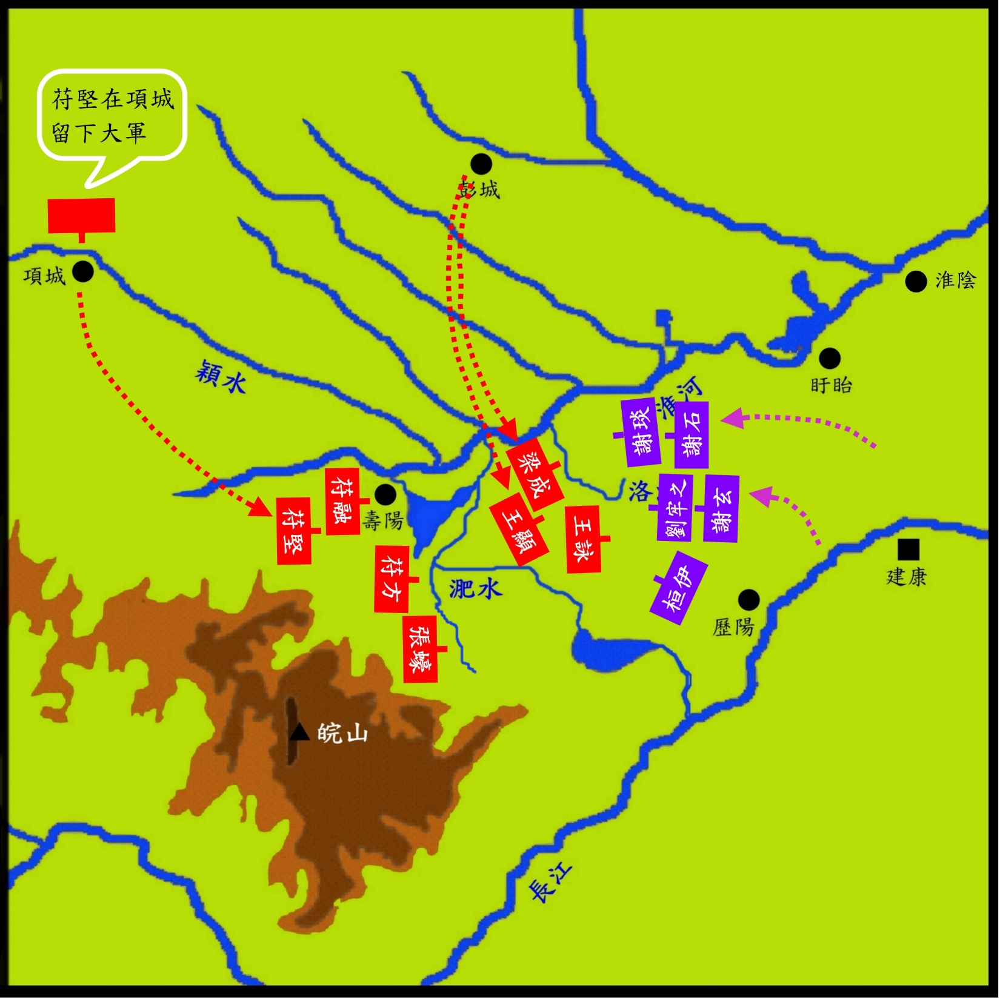 苻堅在項城
留下大軍
彭城
項城
淮陰
穎水
盱眙
淮河
謝琰
謝石
梁成
洛
苻融
苻堅
壽陽
王顯
王詠
劉牢之
謝玄
建康
苻方
淝水
桓伊
歷陽
張蠔
皖山
長江